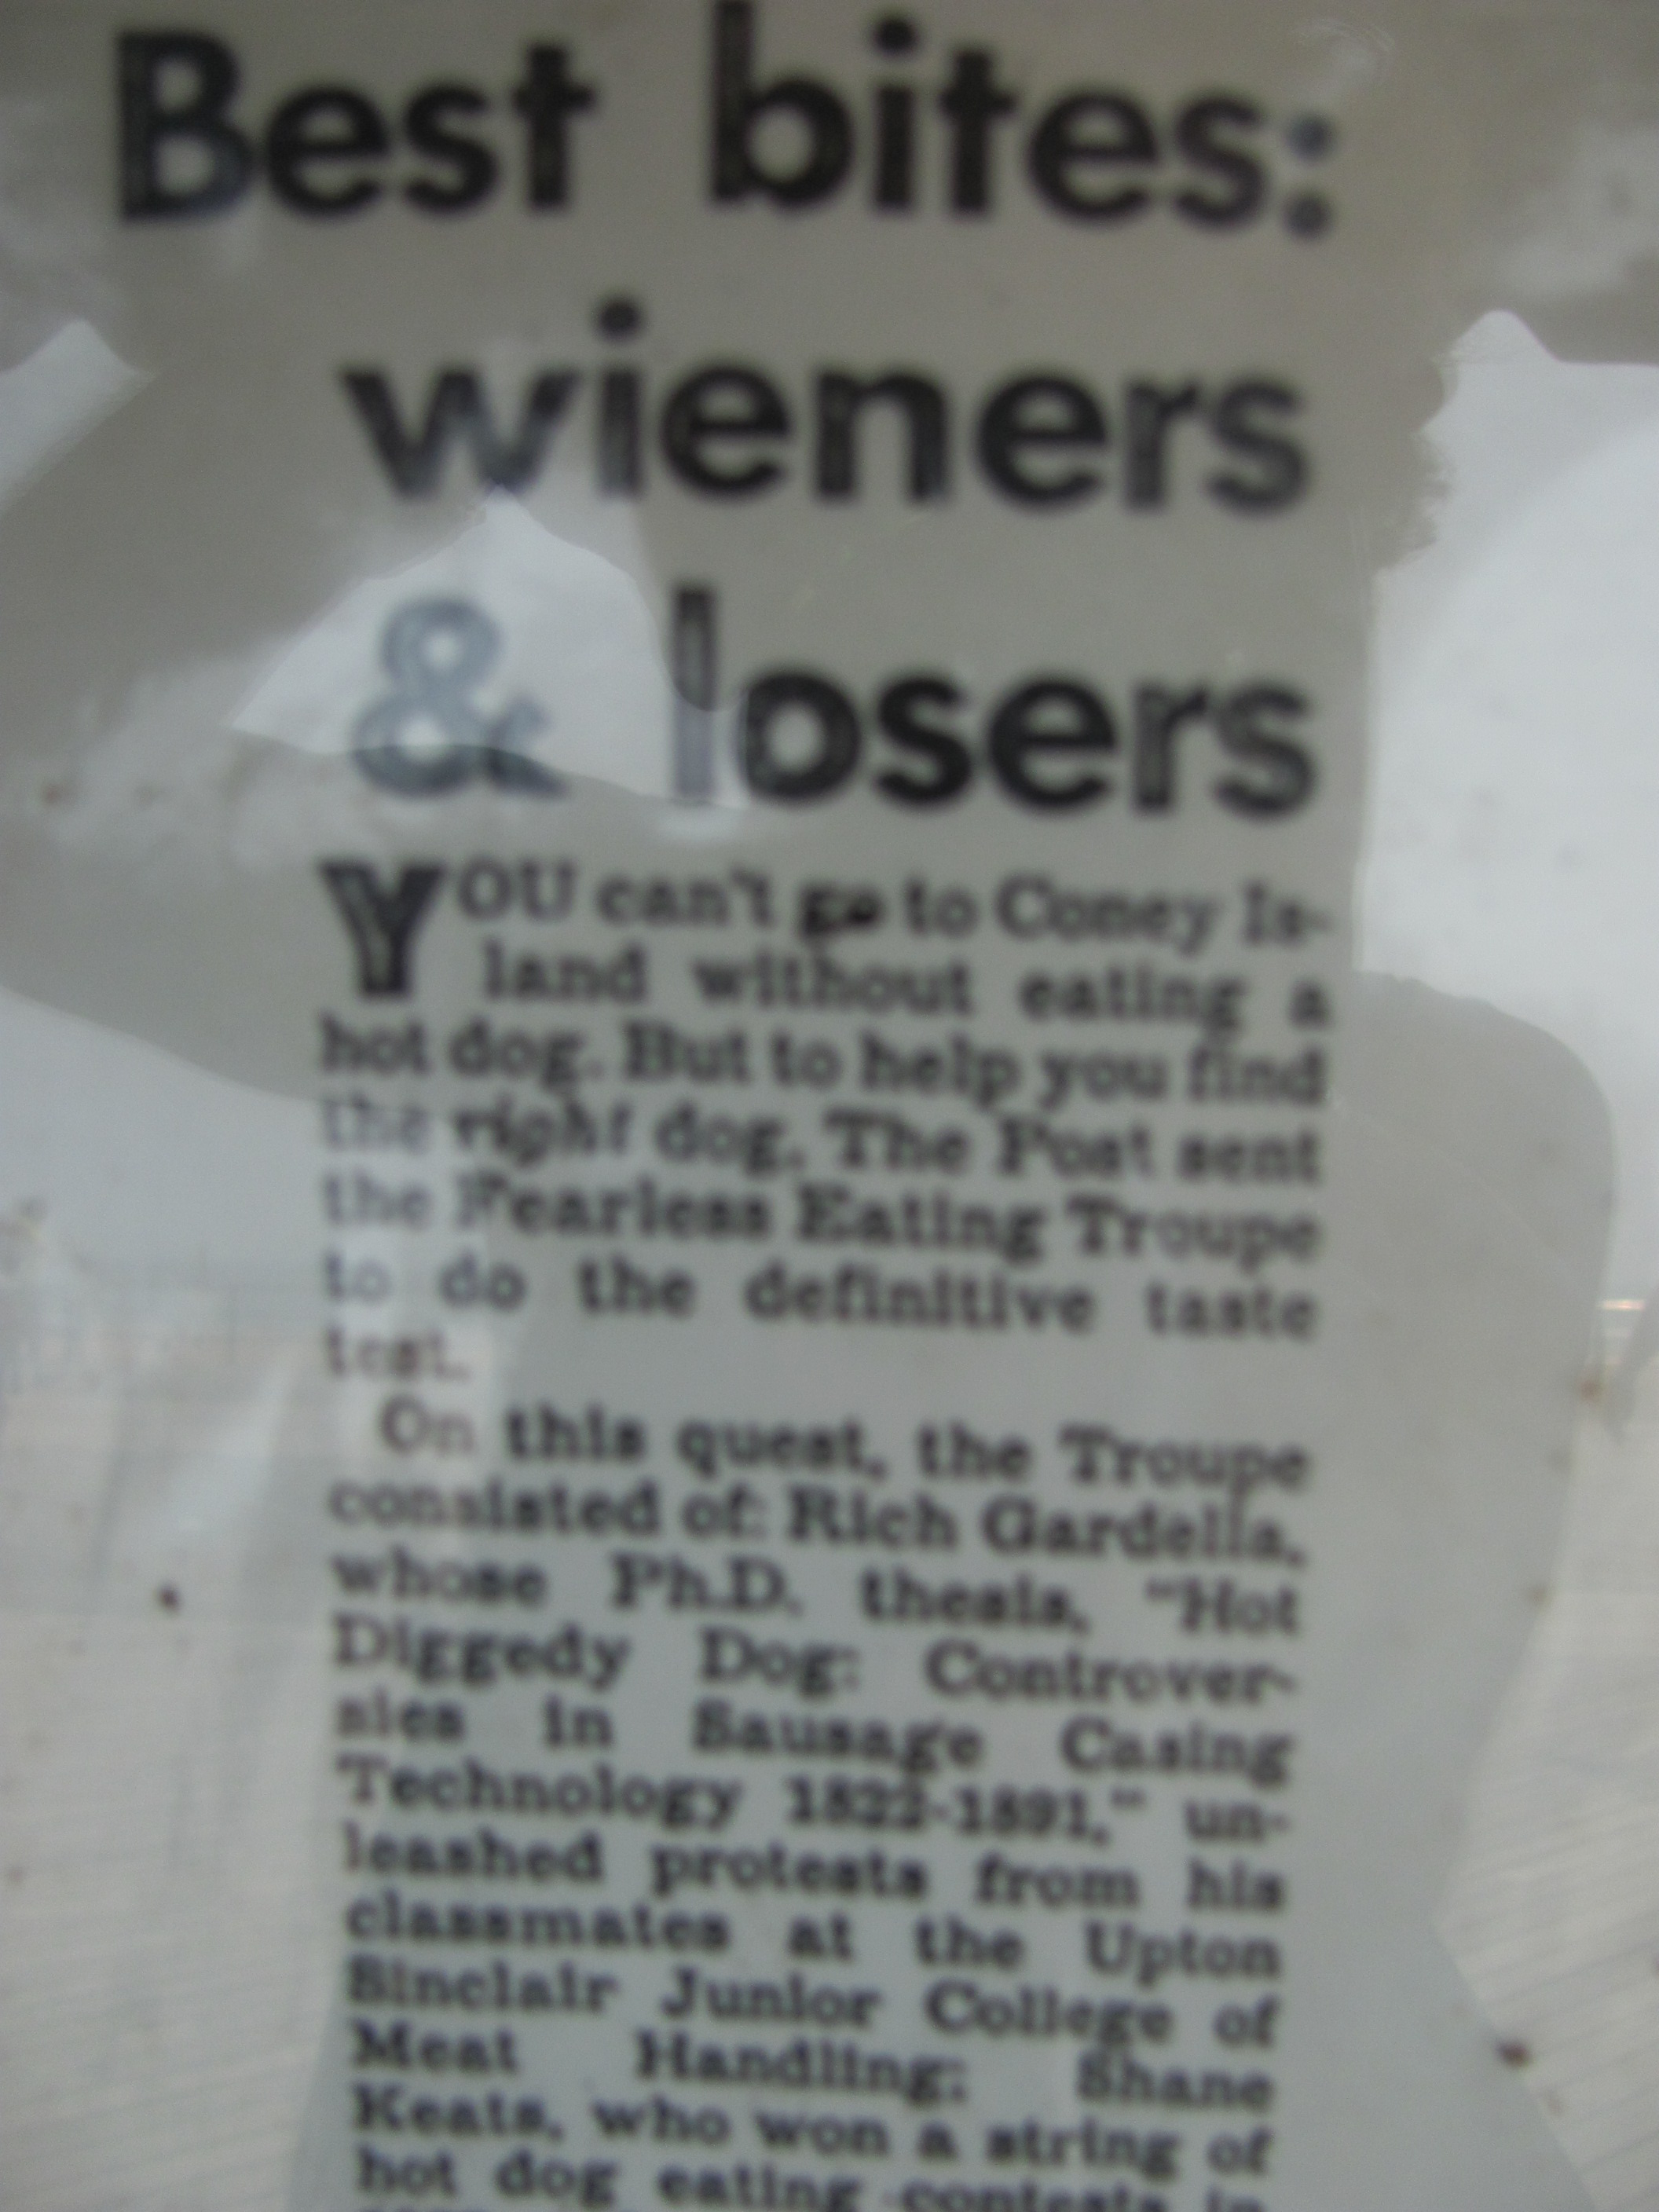 Best bites:
wieners
& losers
YOU can't go to Coney Is-
land without eating a
hot dog. But to help you find
the right dog, The Post sent
the Fearless Eating Troupe
to do the definitive taste
test.
On this quest, the Troupe
consisted of: Rich Gardella,
whose Ph.D. thesis, "Hot
Diggedy Dog: Controver-
sies in Sausage Casing
Technology 1822-1891," un-
leashed protests from his
classmates at the Upton
Sinclair Junior College of
Meat Handling; Shane
Keats, who won a string of
hot dog eating contests in